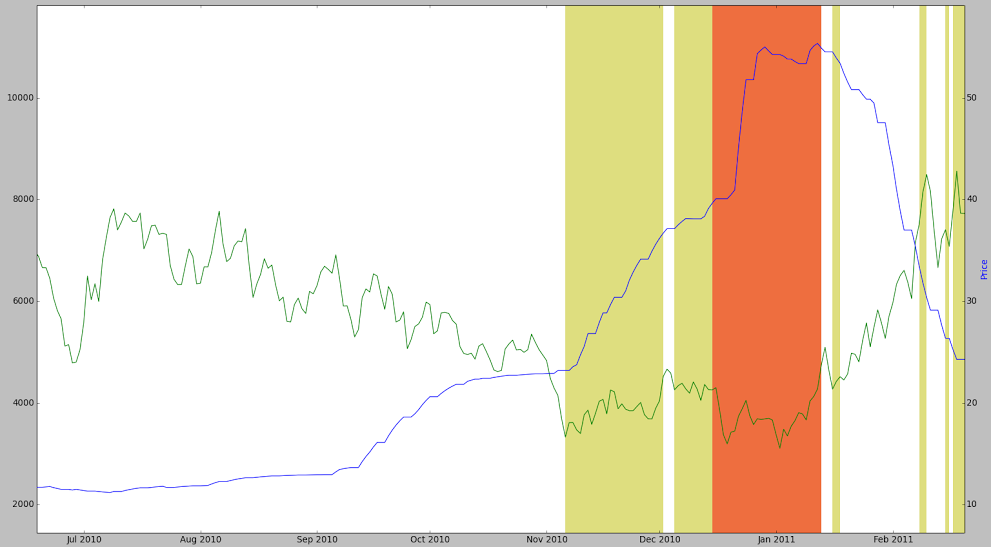 10000
8000
6000
4000
2000
50
40
30
20
10
Price
Jul 2010
Aug 2010
Sep 2010
Oct 2010
Nov 2010
Dec 2010
Jan 2011
Feb 2011